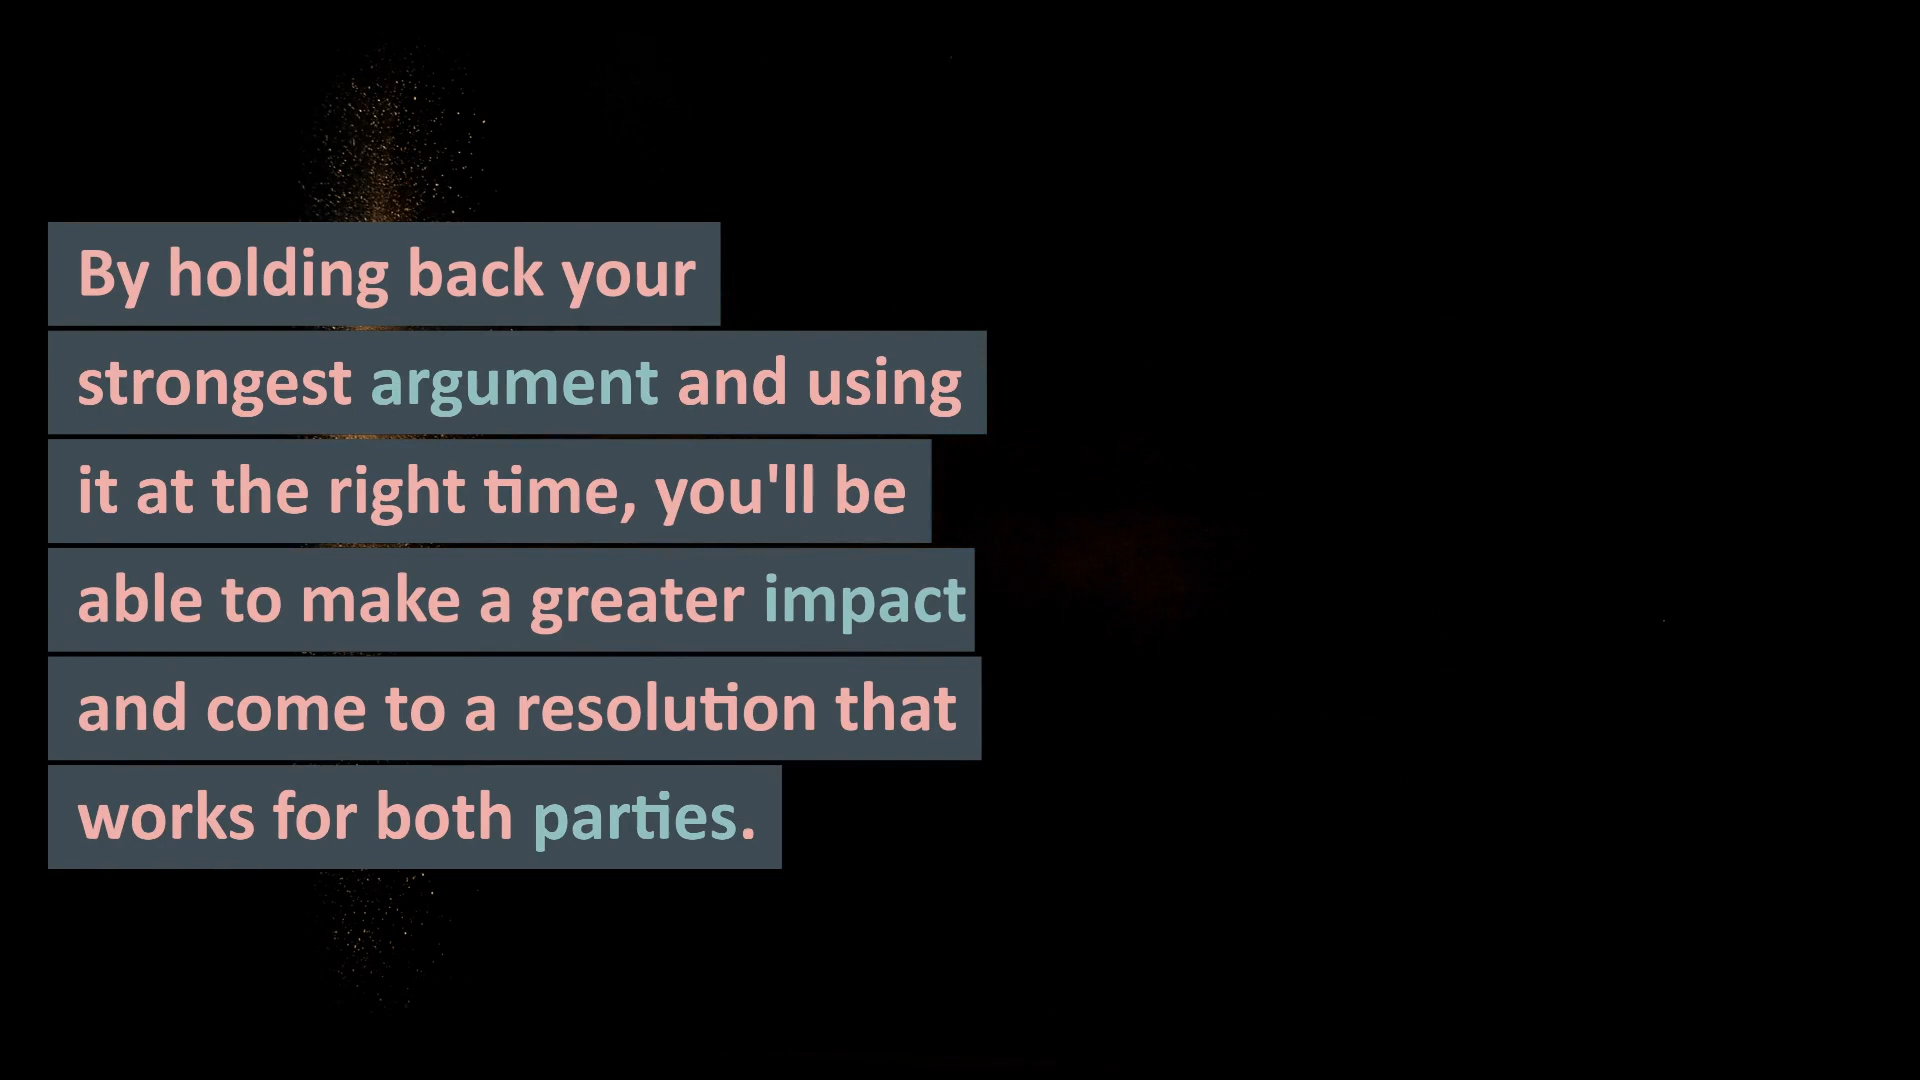 By holding back your
strongest argument and using
it at the right time, you'll be
able to make a greater impact
and come to a resolution that
works for both parties.